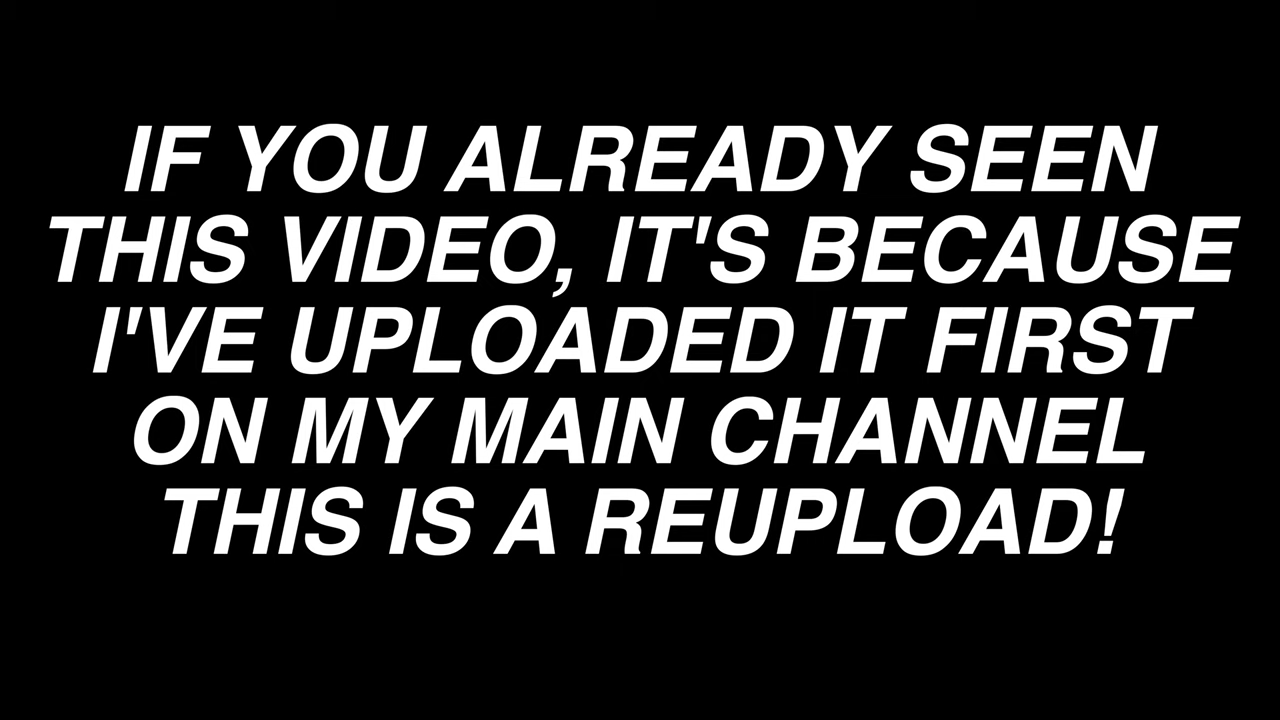 IF YOU ALREADY SEEN
THIS VIDEO, IT'S BECAUSE
I'VE UPLOADED IT FIRST
ON MY MAIN CHANNEL
THIS IS A REUPLOAD!